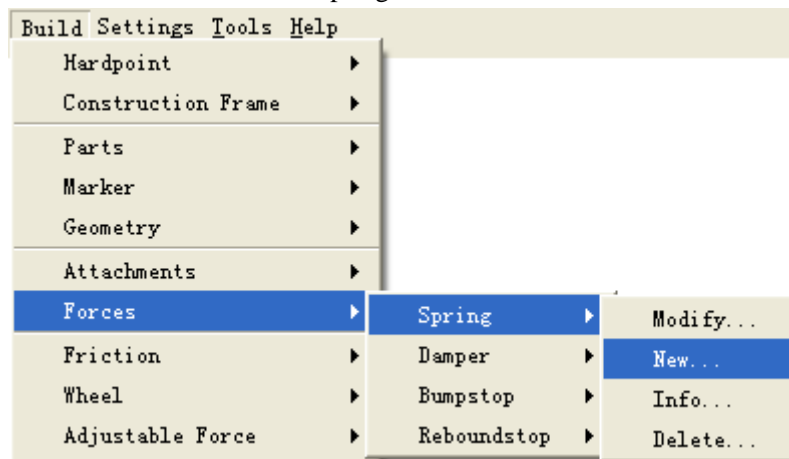 Build Settings Tools Help
Hardpoint
Construction Frame
Parts
Marker
Geometry
Attachments
Forces
Friction
Wheel
Adjustable Force
Spring
Damper
Bumpstop
Reboundstop
Modify...
New...
Info...
Delete...